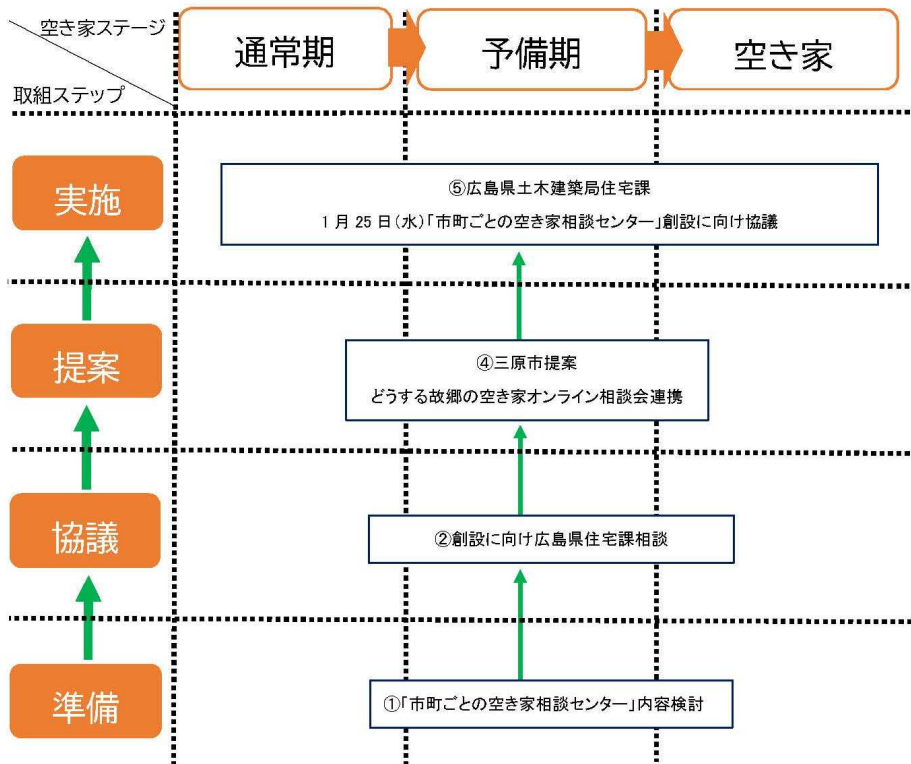 空き家ステージ
取組ステップ
通常期
予備期
空き家
実施
⑤広島県土木建築局住宅課
1月25日(水)「市町ごとの空き家相談センター」創設に向け協議
提案
④三原市提案
どうする故郷の空き家オンライン相談会連携
協議
②創設に向け広島県住宅課相談
準備
①「市町ごとの空き家相談センター」内容検討